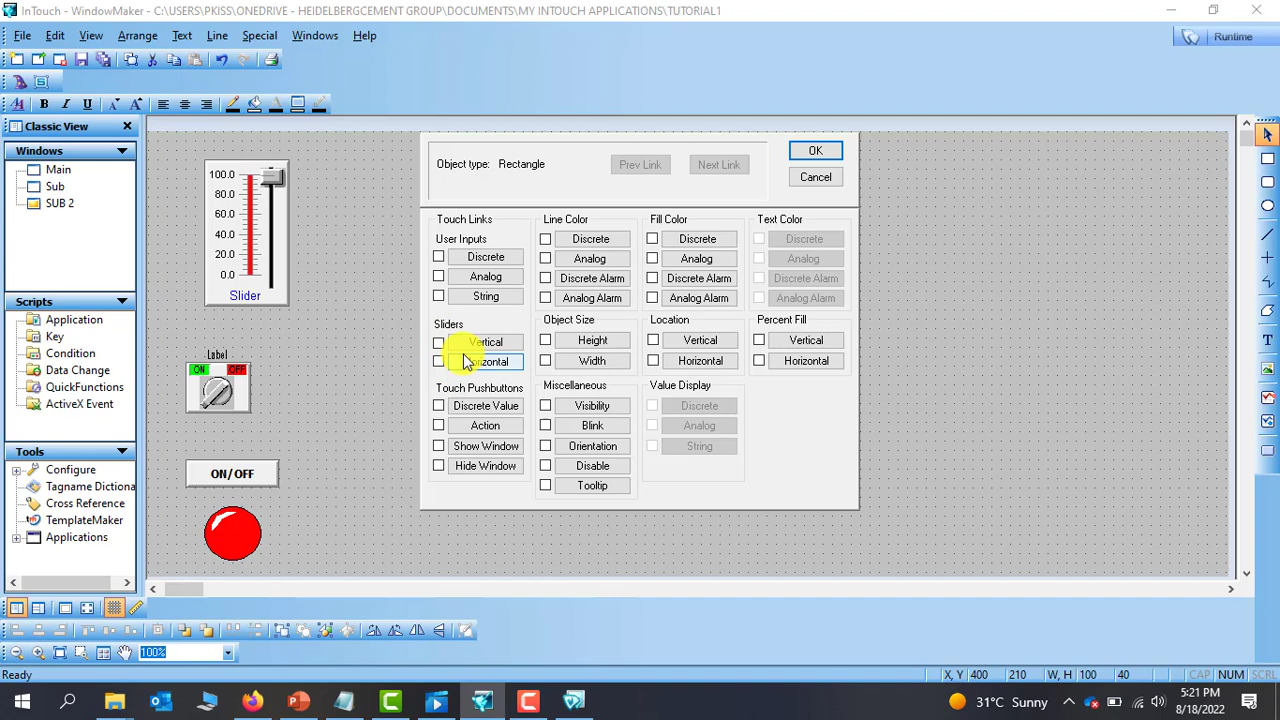 InTouch - WindowMaker - C:\USERS\PKISS\ONEDRIVE - HEIDELBERGCEMENT GROUP\DOCUMENTS\MY INTOUCH APPLICATIONS\TUTORIAL1
File Edit View Arrange Text Line Special Windows Help
Runtime
Classic View
Windows
Main
Sub
SUB 2
Scripts
Application
Key
Condition
Data Change
QuickFunctions
ActiveX Event
Tools
Configure
Tagname Dictiona
Cross Reference
TemplateMaker
Applications
100.0
80.0
60.0
40.0
20.0
0.0
Slider
Label
ON OFF
ON/OFF
Object type: Rectangle
Prev Link Next Link
OK
Cancel
Touch Links
User Inputs
Discrete
Analog
String
Sliders
Vertical
Horizontal
Touch Pushbuttons
Discrete Value
Action
Show Window
Hide Window
Line Color
Discrete
Analog
Discrete Alarm
Analog Alarm
Object Size
Height
Width
Miscellaneous
Visibility
Blink
Orientation
Disable
Tooltip
Fill Color
Discrete
Analog
Discrete Alarm
Analog Alarm
Location
Vertical
Horizontal
Value Display
Discrete
Analog
String
Text Color
Discrete
Analog
Discrete Alarm
Analog Alarm
Percent Fill
Vertical
Horizontal
100%
Ready
X, Y 400 210 W, H 100 40 CAP NUM SCRL
31°C Sunny
5:21 PM
8/18/2022